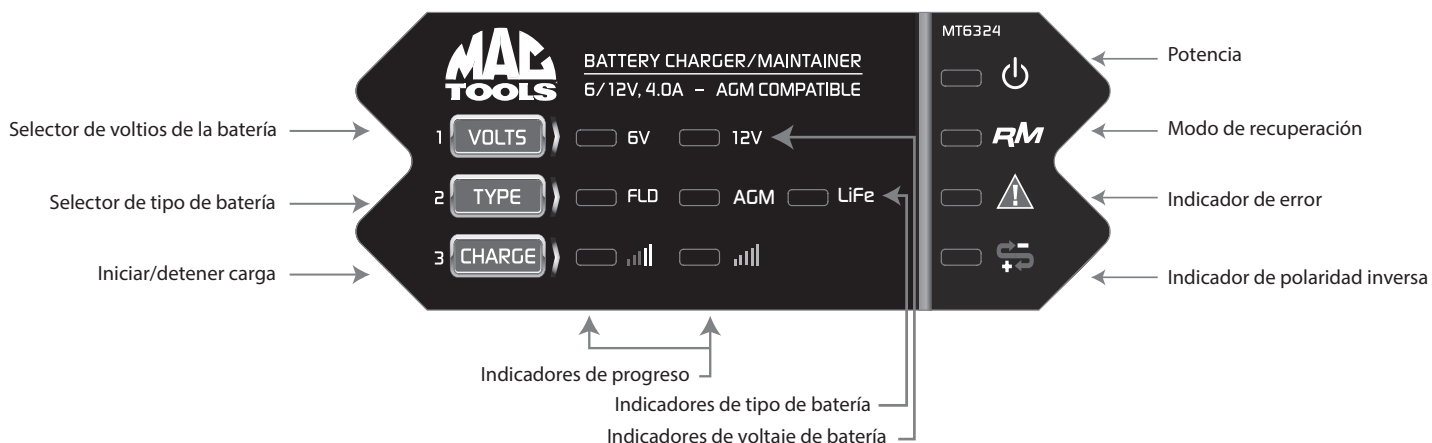 MAC
TOOLS
BATTERY CHARGER/MAINTAINER
6/12V, 4.0A – AGM COMPATIBLE
MT6324
Potencia
Selector de voltios de la batería
1 VOLTS 6V 12V
RM
Modo de recuperación
Selector de tipo de batería
2 TYPE FLD AGM LiFe
Indicador de error
Iniciar/detener carga
3 CHARGE
Indicador de polaridad inversa
Indicadores de progreso
Indicadores de tipo de batería
Indicadores de voltaje de batería